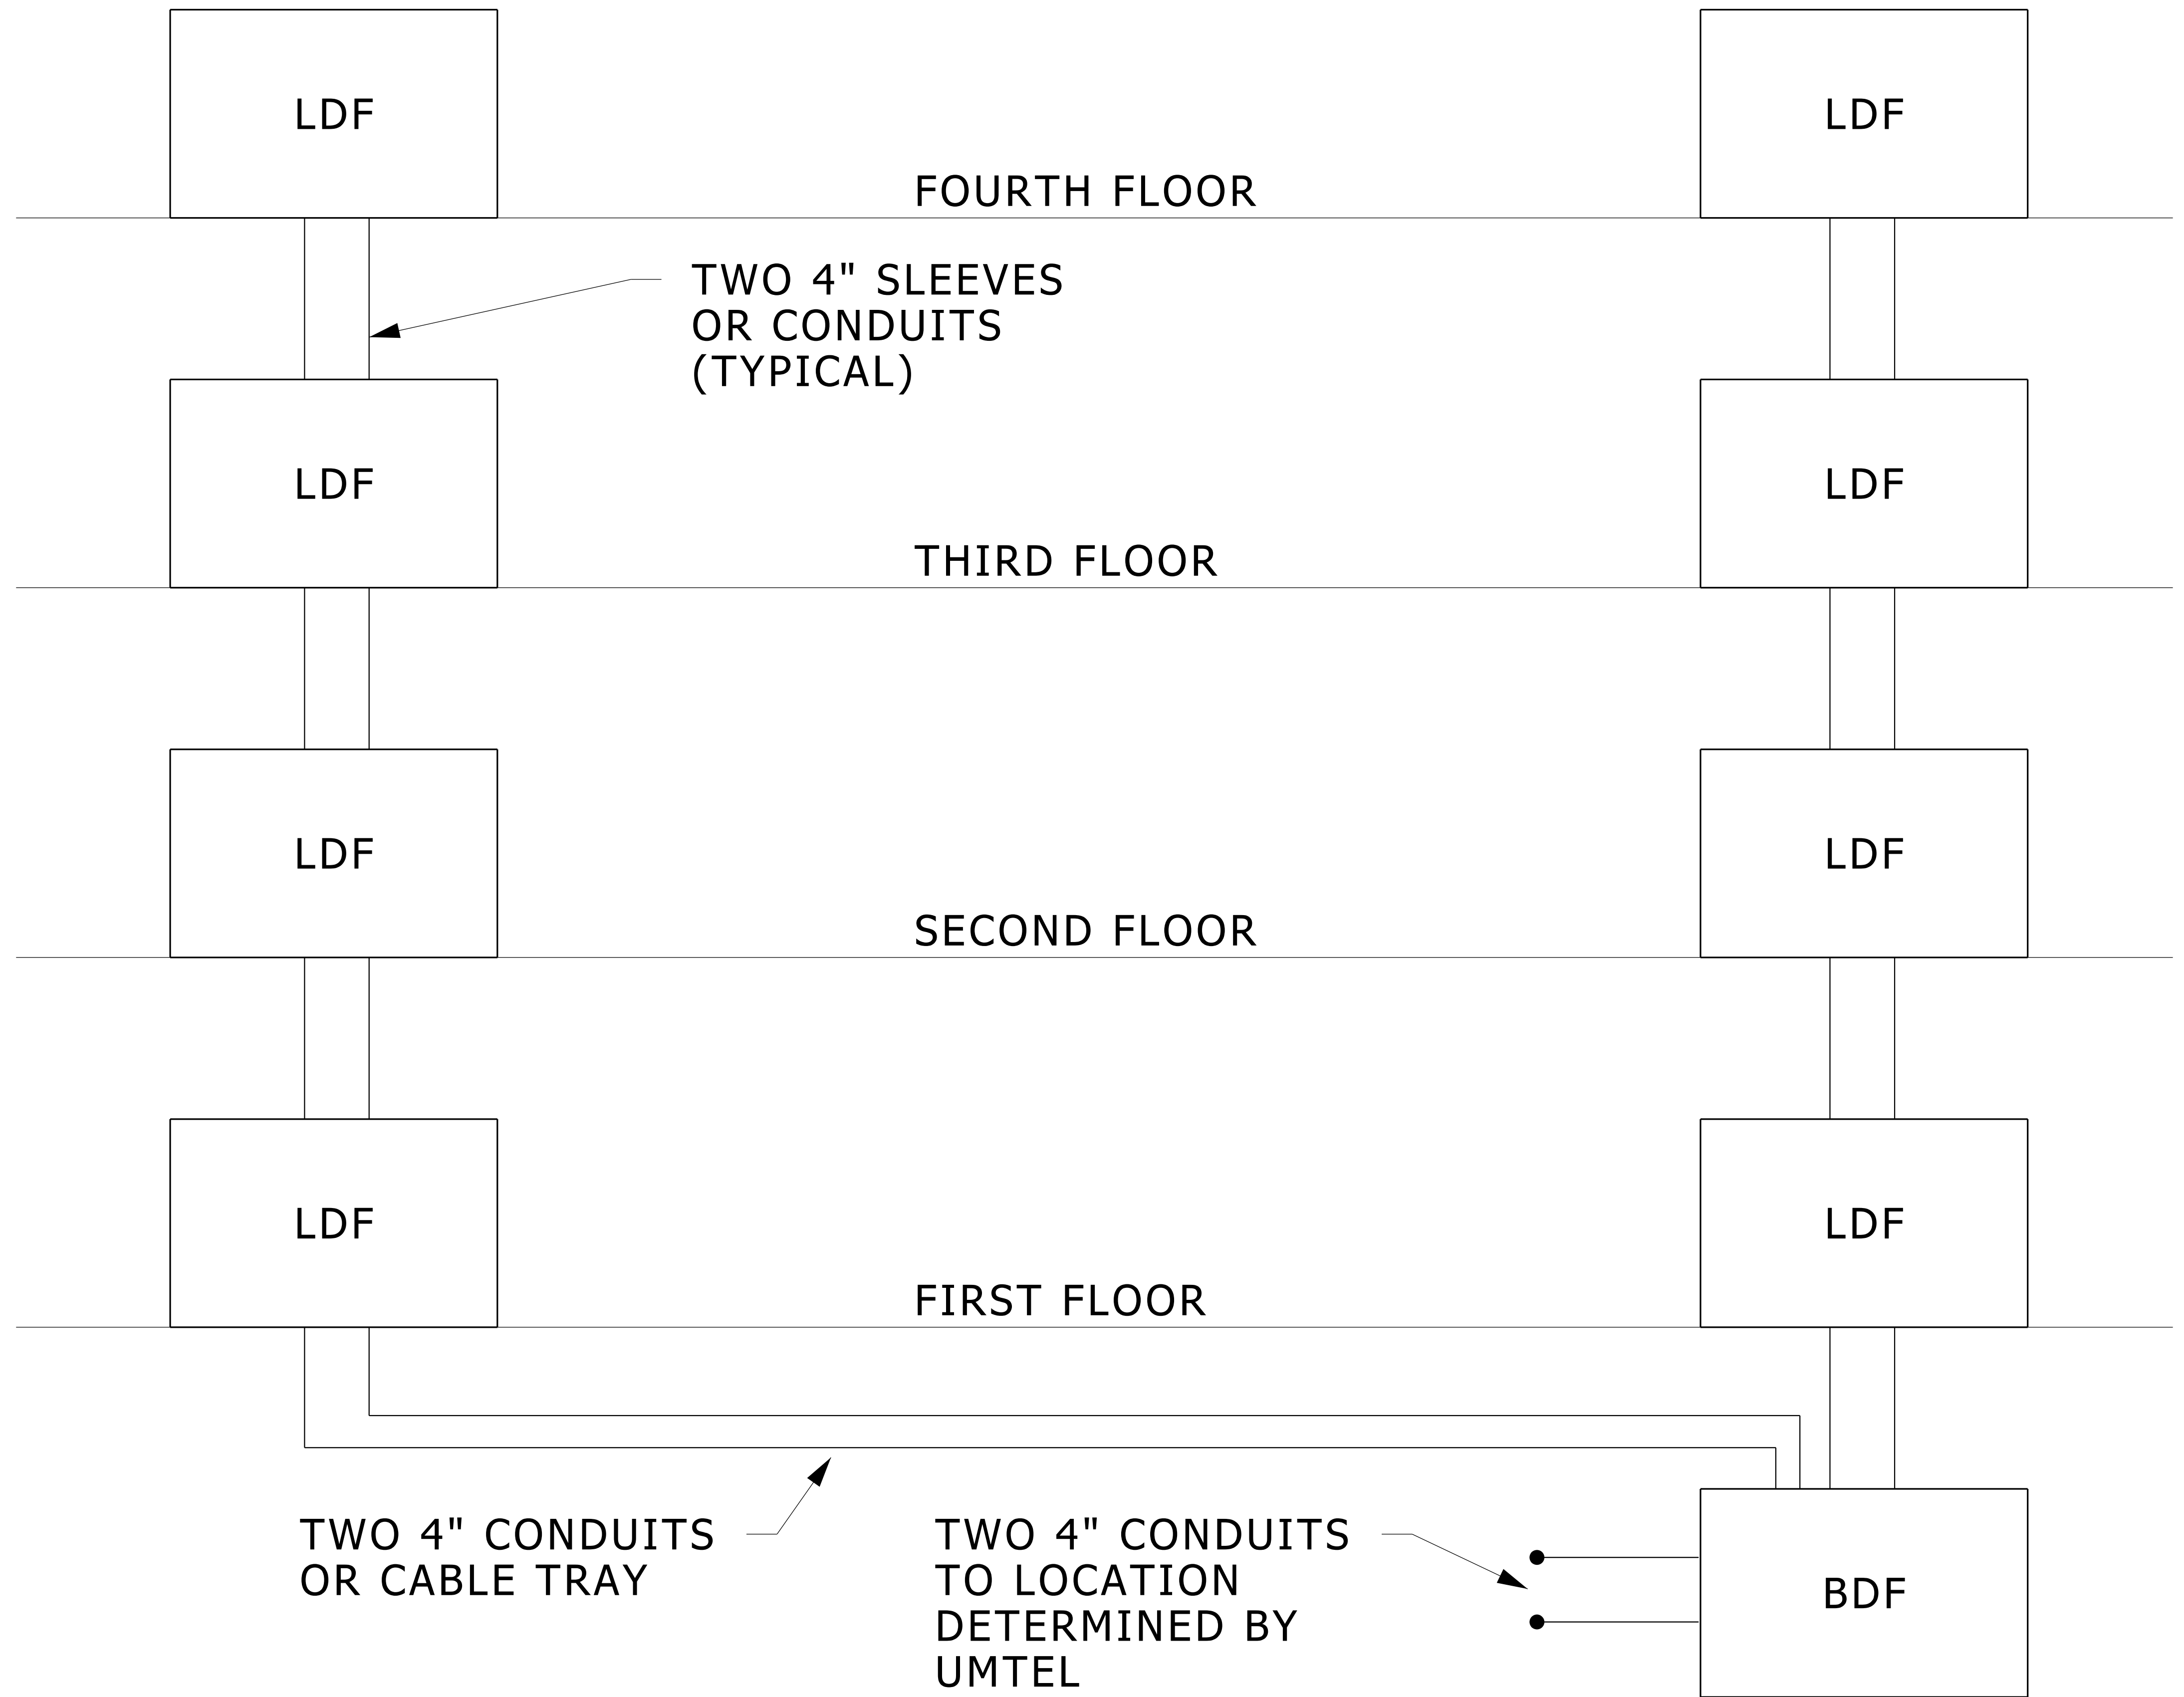 LDF
LDF
FOURTH FLOOR
TWO 4" SLEEVES
OR CONDUITS
(TYPICAL)
LDF
LDF
THIRD FLOOR
LDF
LDF
SECOND FLOOR
LDF
LDF
FIRST FLOOR
TWO 4" CONDUITS
OR CABLE TRAY
TWO 4" CONDUITS
TO LOCATION
DETERMINED BY
UMTEL
BDF